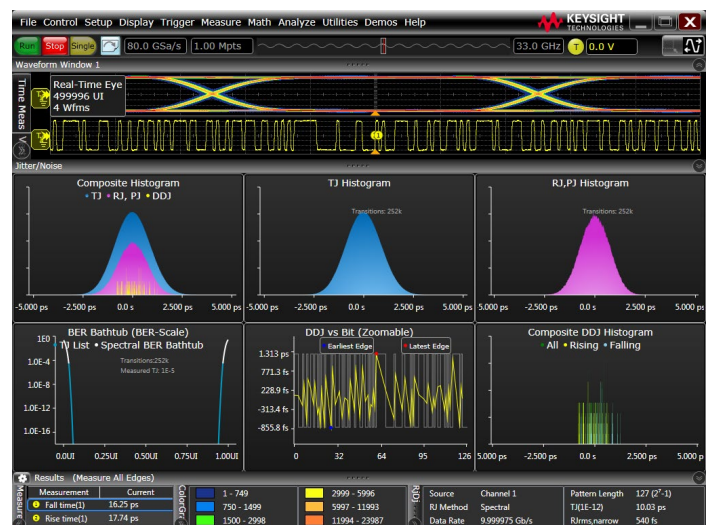 File Control Setup Display Trigger Measure Math Analyze Utilities Demos Help
KEYSIGHT
TECHNOLOGIES
X
Run Stop Single 80.0 GSa/s 1.00 Mpts 33.0 GHz T 0.0 V
Waveform Window 1
Time Meas
V
Real-Time Eye
499996 UI
4 Wfms
Jitter/Noise
Composite Histogram
TJ • RJ, PJ • DDJ
-5.000 ps -2.500 ps 0.0 s 2.500 ps 5.000 ps
TJ Histogram
Transitions: 252k
-5.000 ps -2.500 ps 0.0 s 2.500 ps 5.000 ps
RJ,PJ Histogram
Transitions: 252k
-5.000 ps -2.500 ps 0.0 s 2.500 ps 5.000 ps
BER Bathtub (BER-Scale)
TJ List • Spectral BER Bathtub
Transitions:252k
Measured TJ: 1E-5
1E0
1.0E-4
1.0E-8
1.0E-12
1.0E-16
0.0UI 0.25UI 0.50UI 0.75UI 1.00UI
DDJ vs Bit (Zoomable)
Earliest Edge Latest Edge
1.313 ps
771.3 fs
228.9 fs
-313.4 fs
-855.8 fs
0 32 64 95 126
Composite DDJ Histogram
All • Rising • Falling
5.000 ps -2.500 ps 0.0 s 2.500 ps 5.000 p
Results (Measure All Edges)
Measure
Measurement Current
1 Fall time(1) 16.25 ps
2 Rise time(1) 17.74 ps
ColorGra
1 - 749 2999 - 5996
750 - 1499 5997 - 11993
1500 - 2998 11994 - 23987
RJDJ
Source Channel 1 Pattern Length 127 (2⁷-1)
RJ Method Spectral TJ(1E-12) 10.03 ps
Data Rate 9.999975 Gb/s RJrms,narrow 540 fs